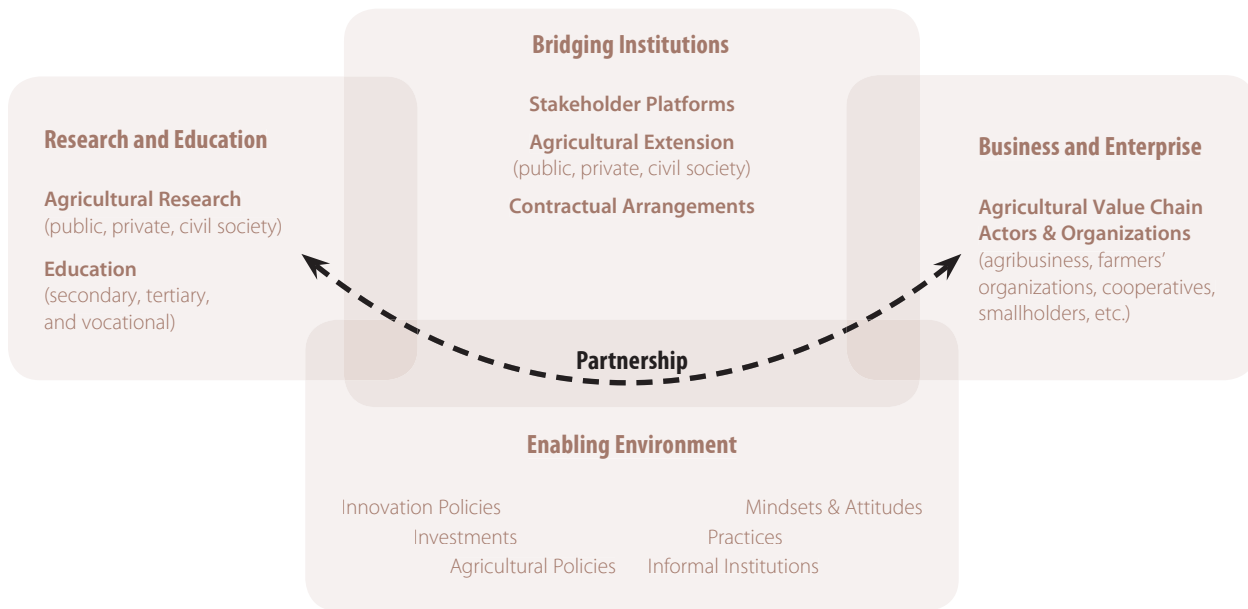 Bridging Institutions
Stakeholder Platforms
Agricultural Extension
(public, private, civil society)
Contractual Arrangements
Research and Education
Agricultural Research
(public, private, civil society)
Education
(secondary, tertiary,
and vocational)
Business and Enterprise
Agricultural Value Chain
Actors & Organizations
(agribusiness, farmers’
organizations, cooperatives,
smallholders, etc.)
Partnership
Enabling Environment
Innovation Policies
Investments
Agricultural Policies
Mindsets & Attitudes
Practices
Informal Institutions